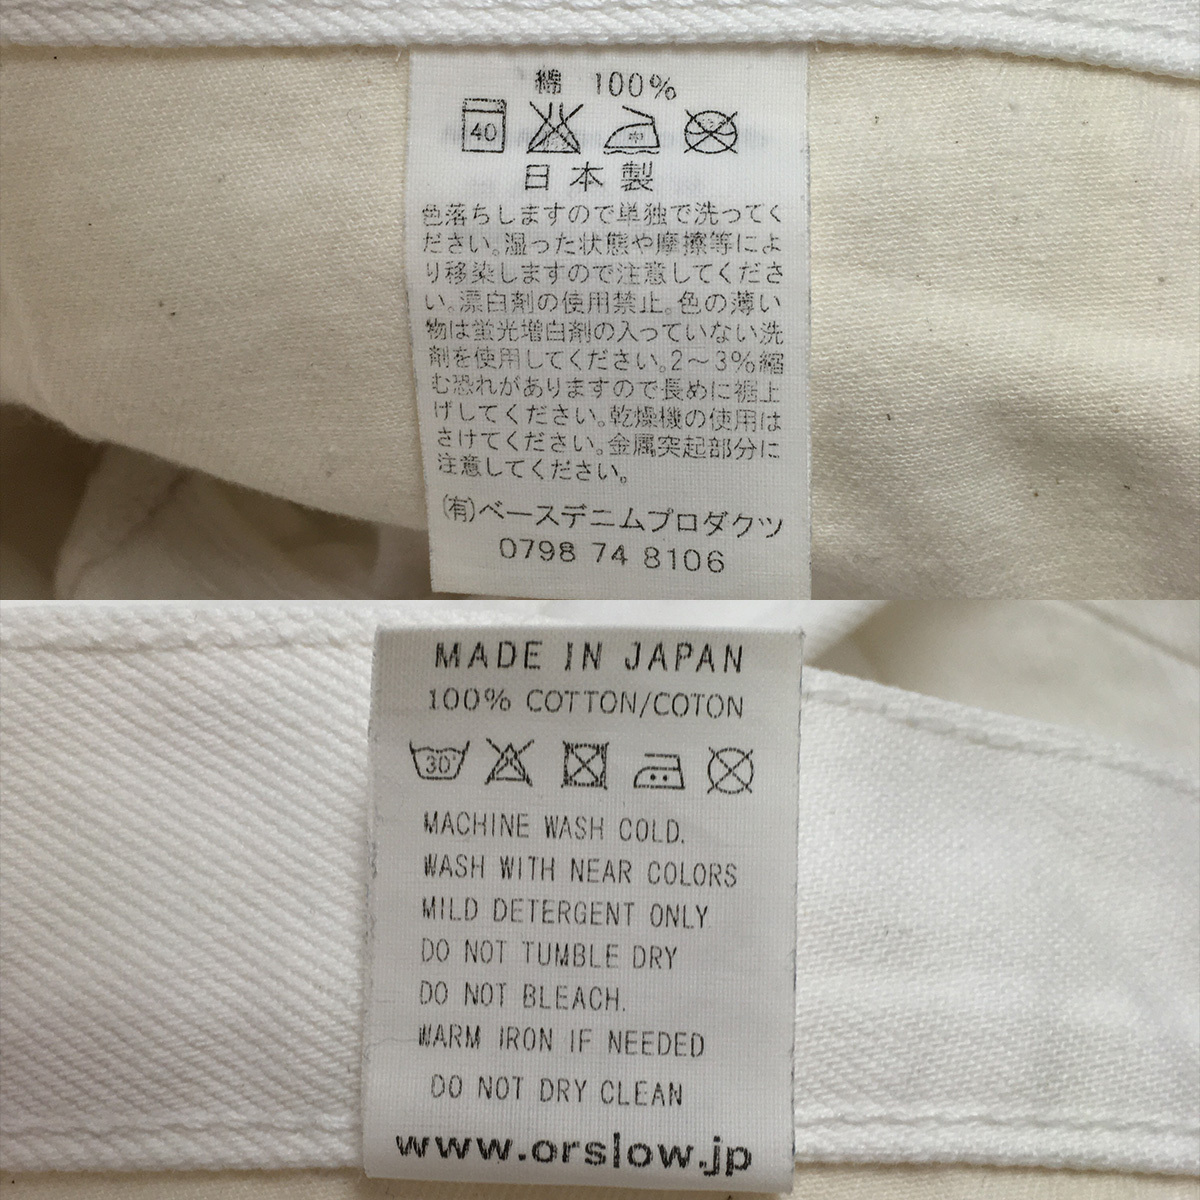 綿 100%
40 中
日本製
色落ちしますので単独で洗ってく
ださい。湿った状態や摩擦等によ
り移染しますので注意してくださ
い。漂白剤の使用禁止。色の薄い
物は蛍光増白剤の入っていない洗
剤を使用してください。2～3%縮
む恐れがありますので長めに裾上
げしてください。乾燥機の使用は
さけてください。金属突起部分に
注意してください。
(有)ベースデニムプロダクツ
0798 74 8106
MADE IN JAPAN
100% COTTON/COTON
30°
MACHINE WASH COLD.
WASH WITH NEAR COLORS
MILD DETERGENT ONLY
DO NOT TUMBLE DRY
DO NOT BLEACH.
WARM IRON IF NEEDED
DO NOT DRY CLEAN
www.orslow.jp